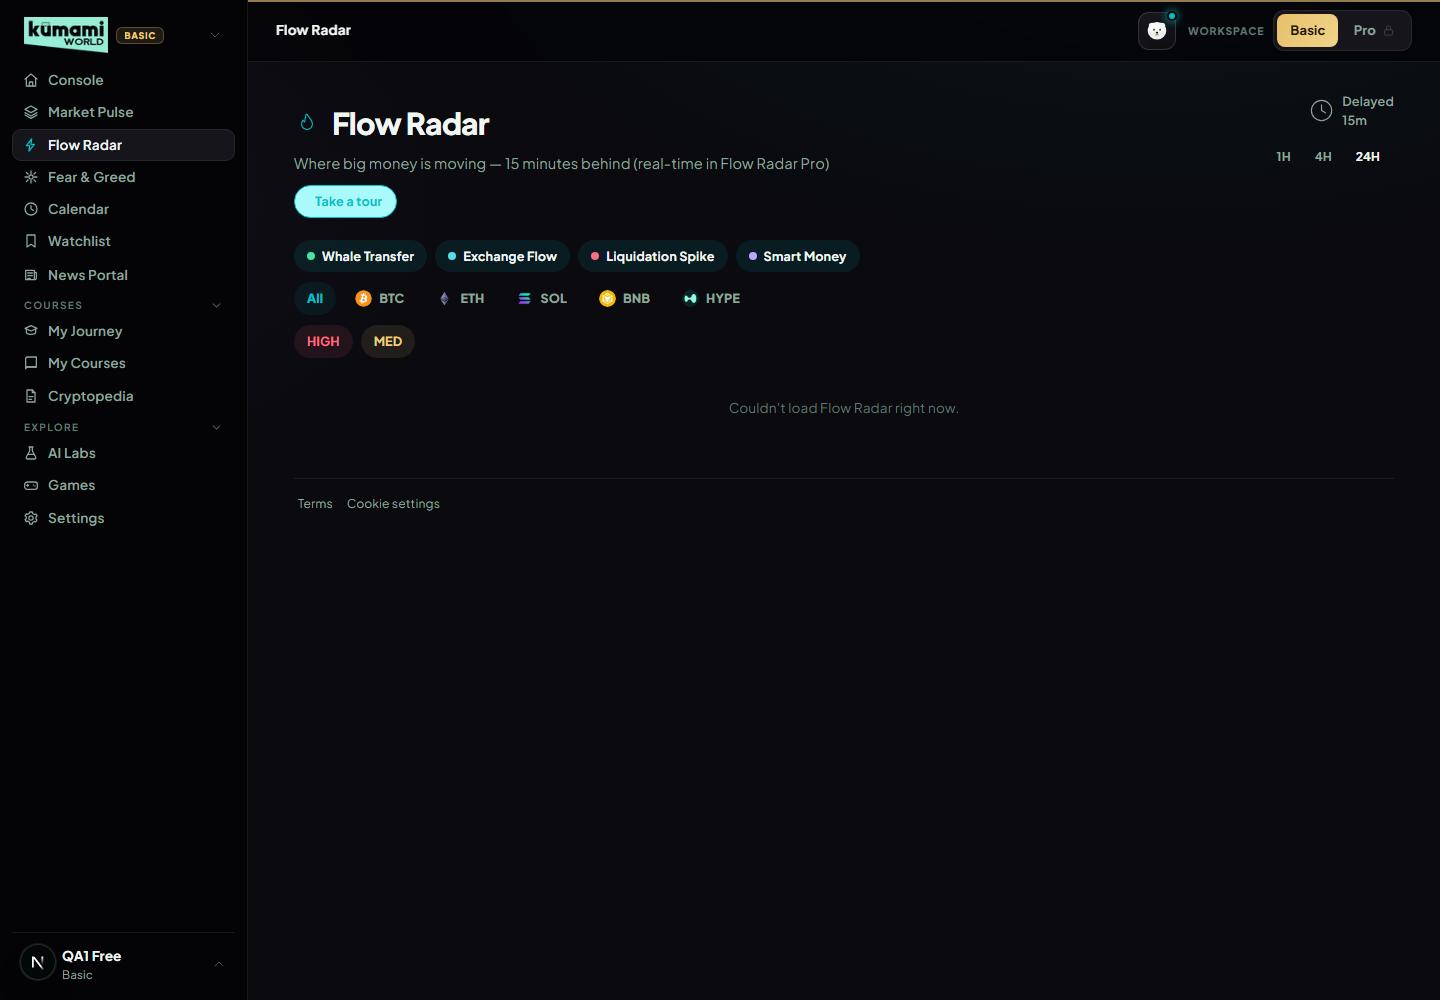 kūmami
WORLD
BASIC
Console
Market Pulse
Flow Radar
Fear & Greed
Calendar
Watchlist
News Portal
COURSES
My Journey
My Courses
Cryptopedia
EXPLORE
AI Labs
Games
Settings
QA1 Free
Basic
Flow Radar
WORKSPACE
Basic
Pro
Flow Radar
Delayed
15m
Where big money is moving — 15 minutes behind (real-time in Flow Radar Pro)
1H 4H 24H
Take a tour
Whale Transfer Exchange Flow Liquidation Spike Smart Money
All BTC ETH SOL BNB HYPE
HIGH MED
Couldn't load Flow Radar right now.
Terms Cookie settings